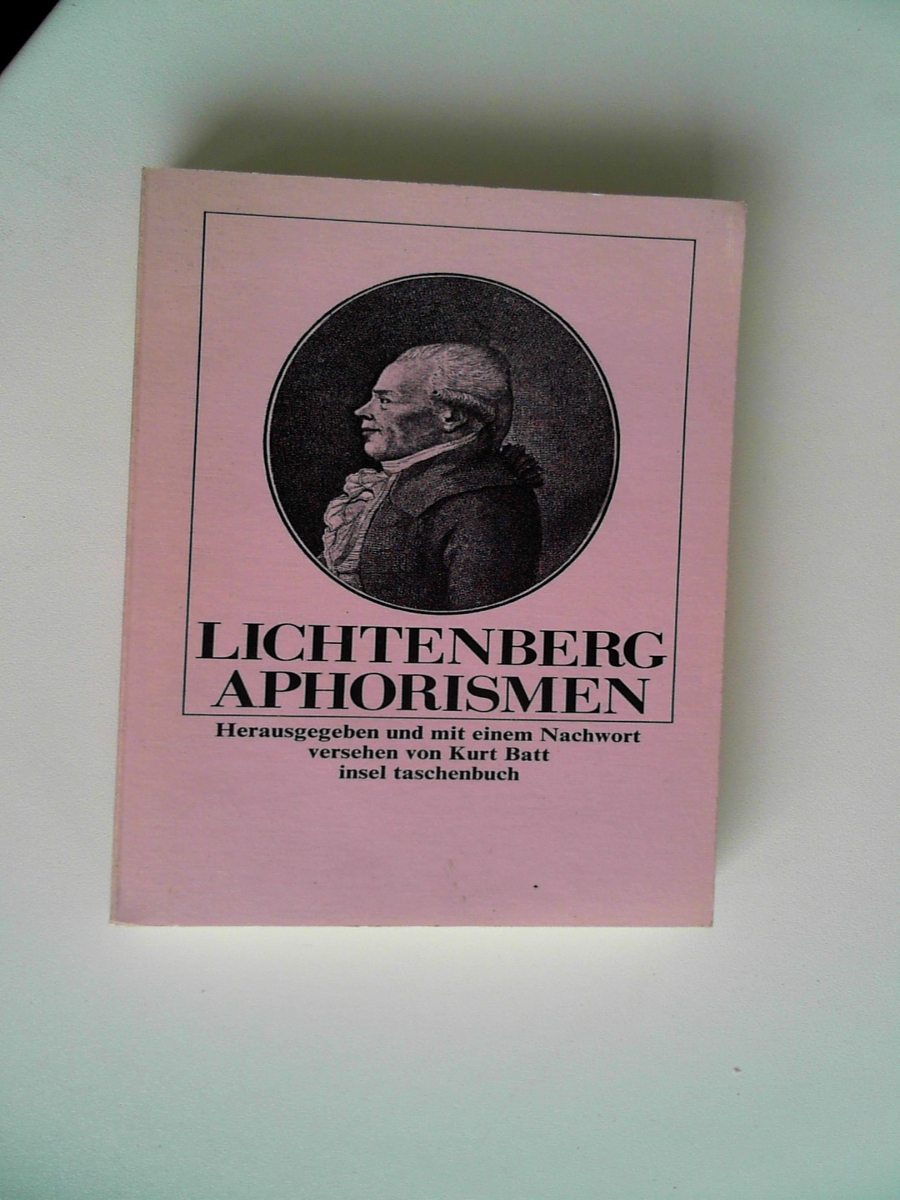 LICHTENBERG
APHORISMEN
Herausgegeben und mit einem Nachwort
versehen von Kurt Batt
insel taschenbuch